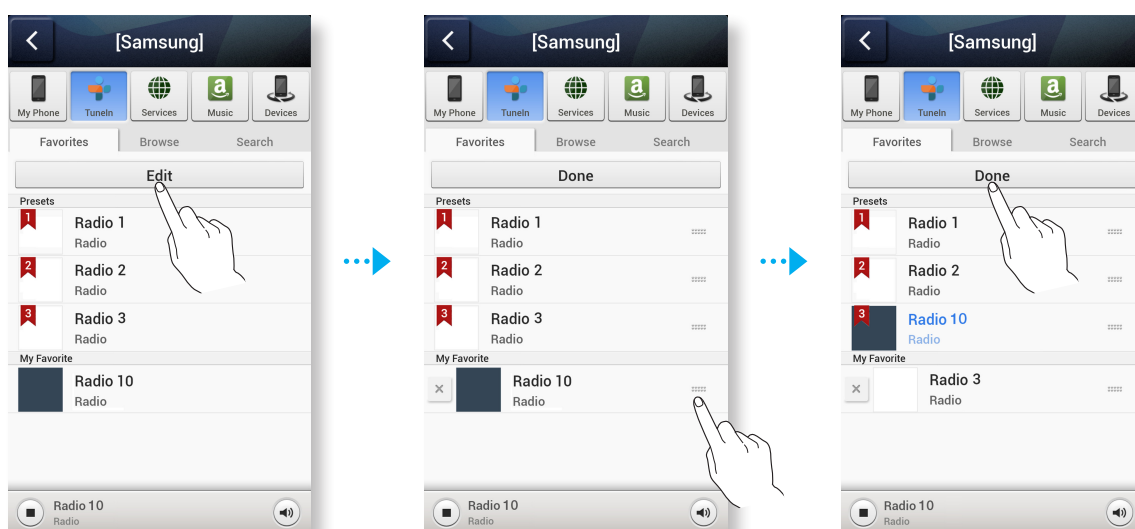 [Samsung]
My Phone
TuneIn
Services
a
Music
Devices
Favorites
Browse
Search
Edit
Presets
1
Radio 1
Radio
2
Radio 2
Radio
3
Radio 3
Radio
My Favorite
Radio 10
Radio
Radio 10
Radio
[Samsung]
My Phone
TuneIn
Services
a
Music
Devices
Favorites
Browse
Search
Done
Presets
1
Radio 1
Radio
2
Radio 2
Radio
3
Radio 3
Radio
My Favorite
Radio 10
Radio
Radio 10
Radio
[Samsung]
My Phone
TuneIn
Services
a
Music
Devices
Favorites
Browse
Search
Done
Presets
1
Radio 1
Radio
2
Radio 2
Radio
3
Radio 10
Radio
My Favorite
Radio 3
Radio
Radio 10
Radio